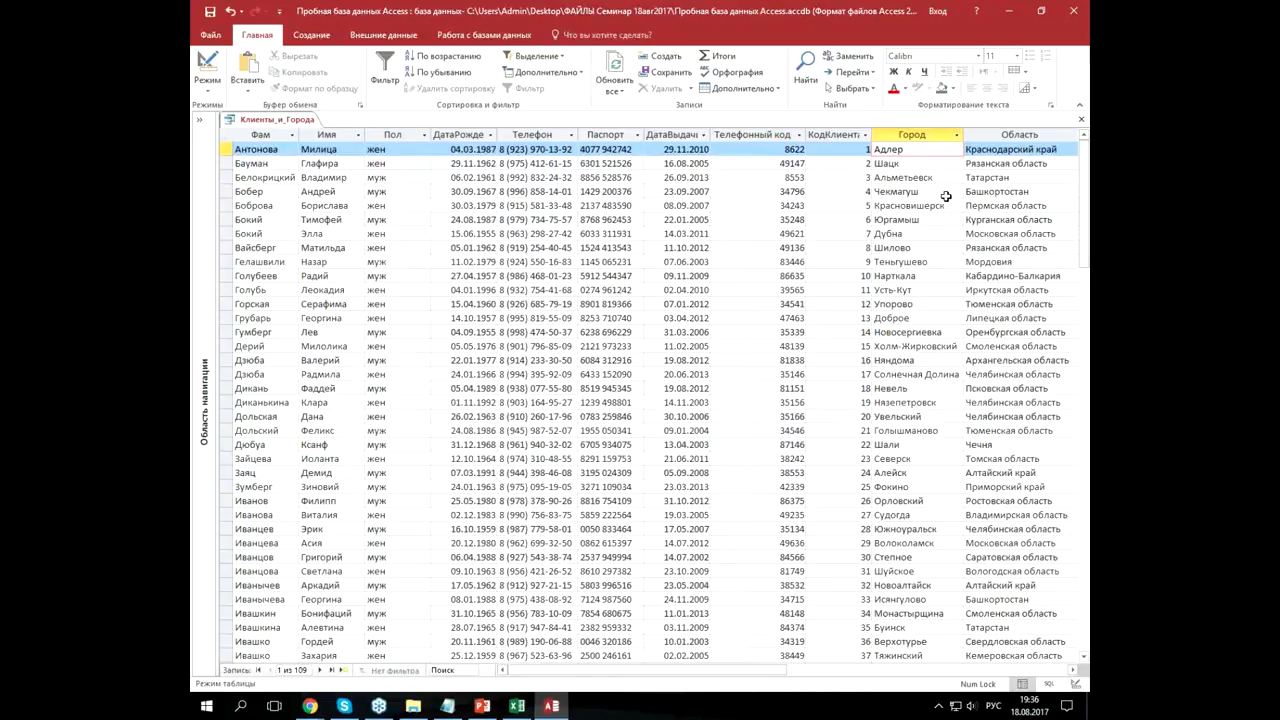 Пробная база данных Access : база данных- C:\Users\Admin\Desktop\ФАЙЛЫ Семинар 18авг2017\Пробная база данных Access.accdb (Формат файлов Access 2... Вход
Файл Главная Создание Внешние данные Работа с базами данных Что вы хотите сделать?
Режим Вставить Вырезать Фильтр По возрастанию Выделение Обновить все Создать Итоги Найти Заменить Calibri 11
Копировать По убыванию Дополнительно Сохранить Орфография Перейти Ж К Ч
Формат по образцу Удалить сортировку Фильтр Удалить Дополнительно Выбрать А
Режимы Буфер обмена Сортировка и фильтр Записи Найти Форматирование текста
Клиенты_и_Города
Область навигации
Фам Имя Пол ДатаРожде Телефон Паспорт ДатаВыдачи Телефонный код КодКлиента Город Область
Антонова Милица жен 04.03.1987 8 (923) 970-13-92 4077 942742 29.11.2010 8622 1 Адлер Краснодарский край
Бауман Глафира жен 29.11.1962 8 (975) 412-61-15 6301 521526 16.08.2005 49147 2 Шацк Рязанская область
Белокрицкий Владимир муж 20.06.1971 8 (992) 832-24-32 8856 528576 26.09.2013 8553 3 Альметьевск Татарстан
Бобер Андрей муж 30.09.1967 8 (996) 858-14-01 1429 200376 23.09.2007 34796 4 Чекмагуш Башкортостан
Боброва Борислава жен 30.09.1969 8 (915) 581-33-48 2137 483590 08.09.2007 34243 5 Красновишерск Пермская область
Бокий Тимофей муж 24.08.1987 8 (979) 734-75-57 8768 962453 22.01.2005 35248 6 Юргамыш Курганская область
Бокий Элла жен 15.06.1955 8 (963) 298-27-42 6033 311931 14.03.2011 49621 7 Дубна Московская область
Вайсберг Матильда жен 05.01.1962 8 (919) 254-40-45 1524 413543 11.10.2012 49136 8 Шилово Рязанская область
Гелашвили Назар муж 11.02.1979 8 (924) 550-16-83 1145 065231 07.06.2003 83446 9 Теньгушево Мордовия
Голубеев Радий муж 27.04.1957 8 (986) 468-01-23 5912 544347 09.11.2009 86635 10 Нарткала Кабардино-Балкария
Голубь Леокадия жен 04.01.1996 8 (932) 754-41-68 0274 961242 02.04.2010 39565 11 Усть-Кут Иркутская область
Горская Серафима жен 15.04.1960 8 (926) 685-79-19 8901 819366 07.01.2012 34541 12 Упорово Тюменская область
Грубарь Георгина жен 14.10.1957 8 (995) 819-55-72 8253 710740 03.04.2012 47463 13 Доброе Липецкая область
Гумберг Лев муж 04.09.1955 8 (998) 474-50-37 6238 696229 31.03.2006 35339 14 Новосергиевка Оренбургская область
Дерий Милолика жен 05.05.1976 8 (901) 796-85-09 2121 973233 11.02.2005 48139 15 Холм-Жирковский Смоленская область
Дзюба Валерий муж 22.01.1977 8 (914) 233-30-50 6084 312916 19.08.2012 81838 16 Няндома Архангельская область
Дзюба Радмила жен 24.01.1966 8 (994) 395-92-09 6433 152090 20.06.2013 35146 17 Солнечная Долина Челябинская область
Дикань Фаддей муж 05.04.1989 8 (938) 077-55-80 8519 945345 19.08.2012 81151 18 Невель Псковская область
Диканькина Клара жен 01.11.1992 8 (903) 164-95-27 1239 498801 14.11.2003 35156 19 Нязепетровск Челябинская область
Дольская Дана жен 26.02.1963 8 (910) 260-17-96 0783 259846 30.10.2006 35166 20 Увельский Челябинская область
Дольский Феликс муж 24.08.1986 8 (945) 987-52-07 1955 050341 09.01.2004 34546 21 Голышманово Тюменская область
Дюбуа Ксанф муж 31.12.1968 8 (961) 940-32-02 6705 934075 13.04.2003 87146 22 Шали Чечня
Зайцева Иоланта жен 12.10.1964 8 (974) 310-48-55 8291 159753 21.06.2011 38242 23 Северск Томская область
Заяц Демид муж 07.03.1991 8 (944) 398-46-08 3195 024309 05.09.2008 38553 24 Алейск Алтайский край
Зумберг Зиновий муж 24.03.1961 8 (975) 095-19-05 3271 109034 23.03.2013 42339 25 Фокино Приморский край
Иванов Филипп муж 25.05.1980 8 (978) 378-90-26 8816 754109 31.10.2012 86375 26 Орловский Ростовская область
Иванова Виталия жен 02.12.1983 8 (990) 756-83-75 5859 222564 19.03.2005 49235 27 Судогда Владимирская область
Иванцев Эрик муж 16.10.1959 8 (987) 779-58-01 0050 833464 17.05.2007 35134 28 Южноуральск Челябинская область
Иванцева Асия жен 20.10.1960 8 (962) 699-32-50 0862 615397 14.07.2002 49636 29 Волоколамск Московская область
Иванцов Григорий муж 06.04.1988 8 (927) 543-38-74 2537 949994 14.07.2002 84566 30 Степное Саратовская область
Иванцова Светлана жен 29.10.1959 8 (956) 421-26-52 8610 297382 23.10.2009 81749 31 Шуйское Вологодская область
Иванычев Аркадий муж 17.05.1962 8 (912) 927-21-15 5803 996516 23.05.2004 38532 32 Новоалтайск Алтайский край
Иванычева Георгина жен 08.01.1988 8 (975) 438-08-92 7124 987560 24.11.2009 34715 33 Исянгулово Башкортостан
Ивашкин Бонифаций муж 31.10.1965 8 (956) 783-10-09 7854 680675 11.01.2013 48148 34 Монастырщина Смоленская область
Ивашкина Алевтина жен 28.07.1965 8 (917) 947-84-24 2382 959332 03.11.2002 84374 35 Буинск Татарстан
Ивашко Гордей муж 20.11.1961 8 (989) 190-06-88 0046 320186 10.01.2003 34319 36 Верхотурье Свердловская область
Ивашко Захария жен 25.12.1959 8 (967) 523-63-96 2500 246161 02.02.2005 38449 37 Тяжинский Кемеровская область
Запись: 1 из 109 Нет фильтра Поиск
Режим таблицы Num Lock SQL
РУС 19:36
18.08.2017